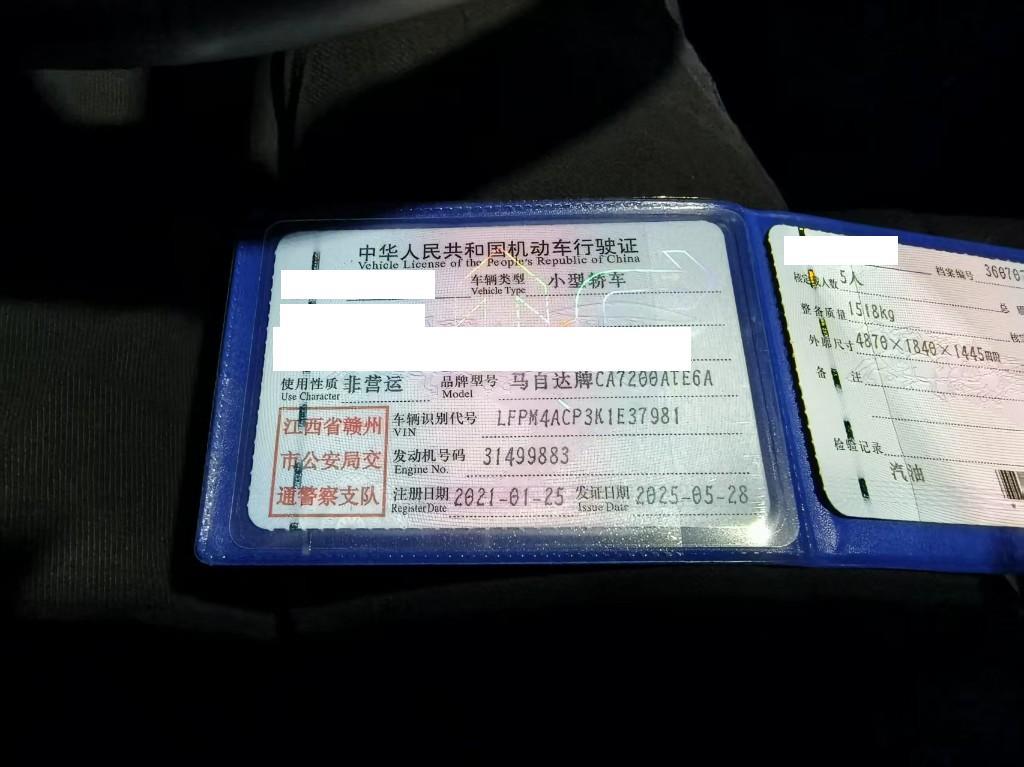 中华人民共和国机动车行驶证
Vehicle License of the People's Republic of China
车辆类型 小型轿车
Vehicle Type
使用性质 非营运 品牌型号 马自达牌CA7200ATE6A
Use Character Model
车辆识别代号 LFPM4ACP3K1E37981
VIN
发动机号码 31499883
Engine No.
注册日期 2021-01-25 发证日期 2025-05-28
Register Date Issue Date
江西省赣州
市公安局交
通警察支队
档案编号 36070
核定载人数 5人
总
整备质量 1518kg
核
外廓尺寸 4870×1840×1445mm
备 注
检验记录
汽油